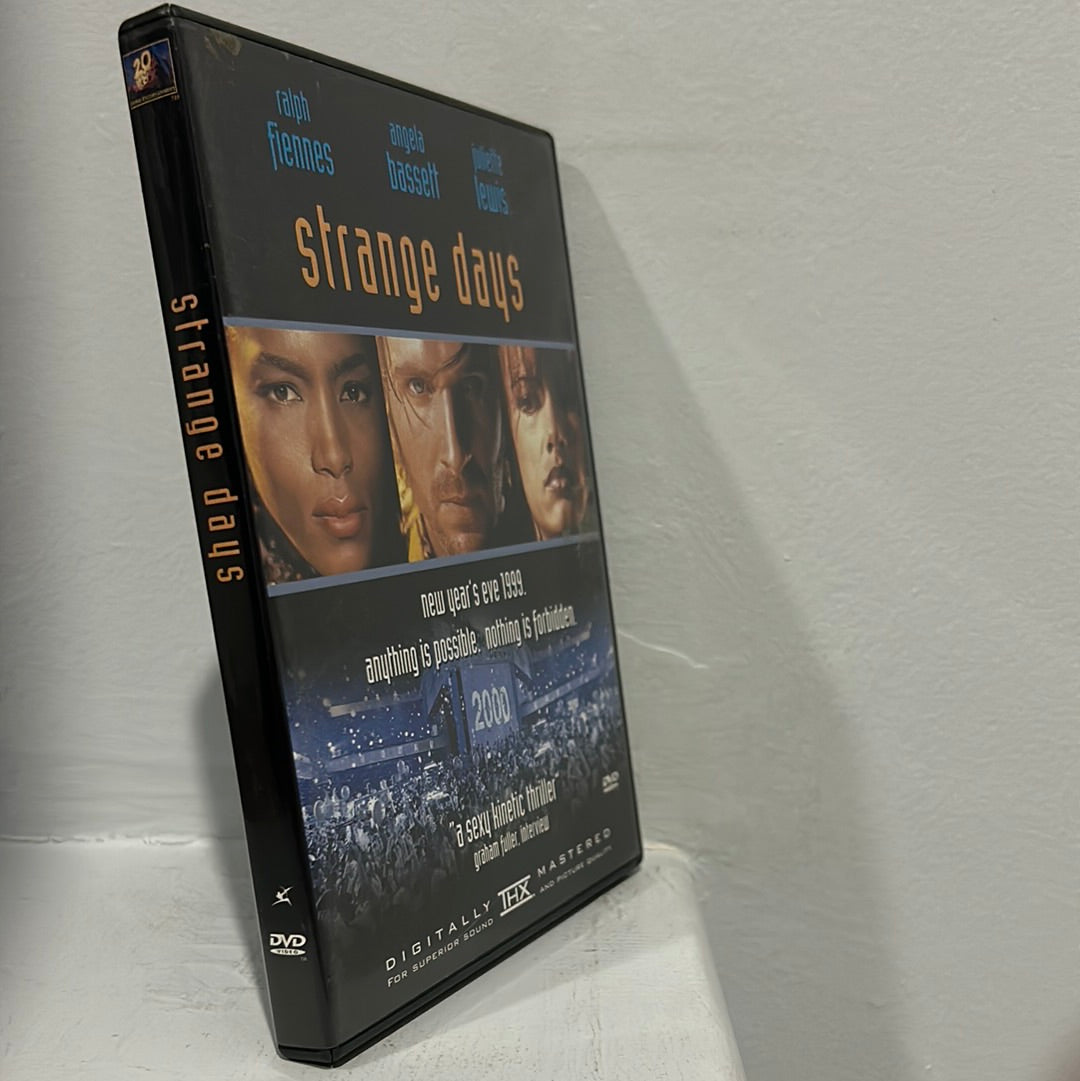 20
strange days
DVD
VIDEO
ralph
fiennes
angela
bassett
juliette
lewis
strange days
new year's eve 1999.
anything is possible. nothing is forbidden.
2000
"a sexy kinetic thriller"
graham fuller, interview
DVD
DIGITALLY THX MASTERED
FOR SUPERIOR SOUND AND PICTURE QUALITY